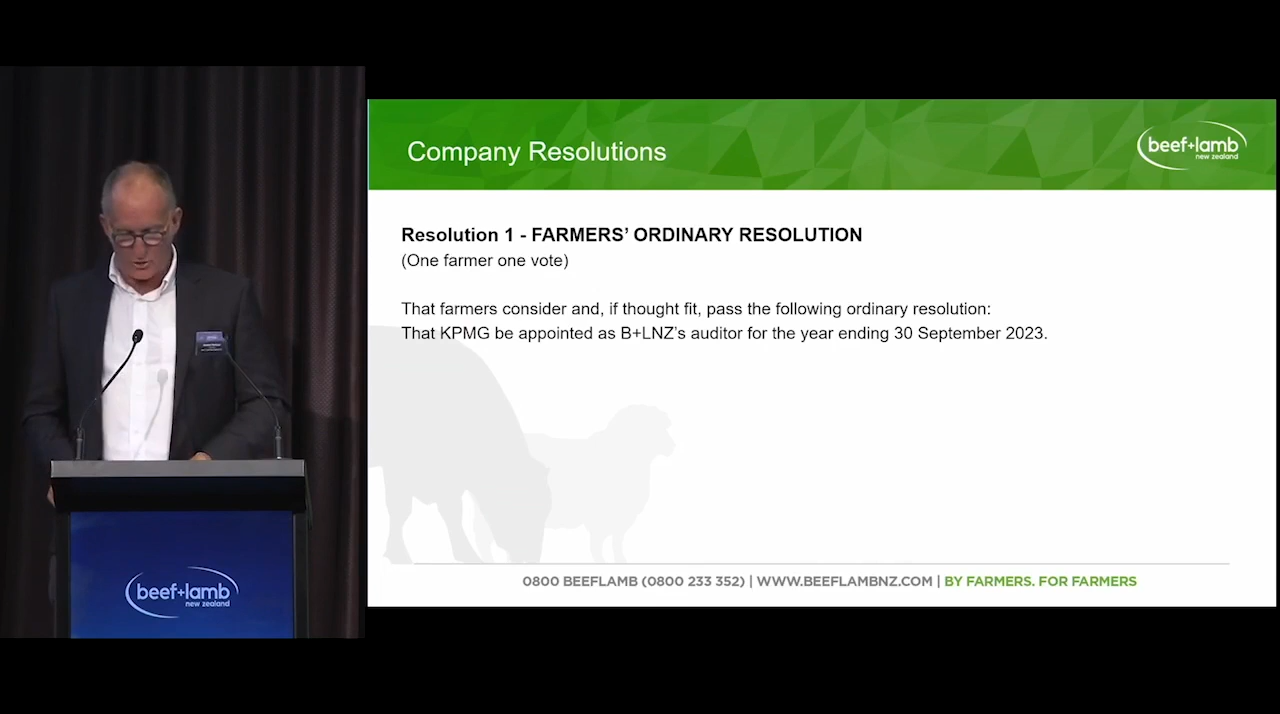 Company Resolutions
beef+lamb
new zealand
Resolution 1 - FARMERS’ ORDINARY RESOLUTION
(One farmer one vote)
That farmers consider and, if thought fit, pass the following ordinary resolution:
That KPMG be appointed as B+LNZ’s auditor for the year ending 30 September 2023.
0800 BEEFLAMB (0800 233 352) | WWW.BEEFLAMBNZ.COM | BY FARMERS. FOR FARMERS
beef+lamb
new zealand